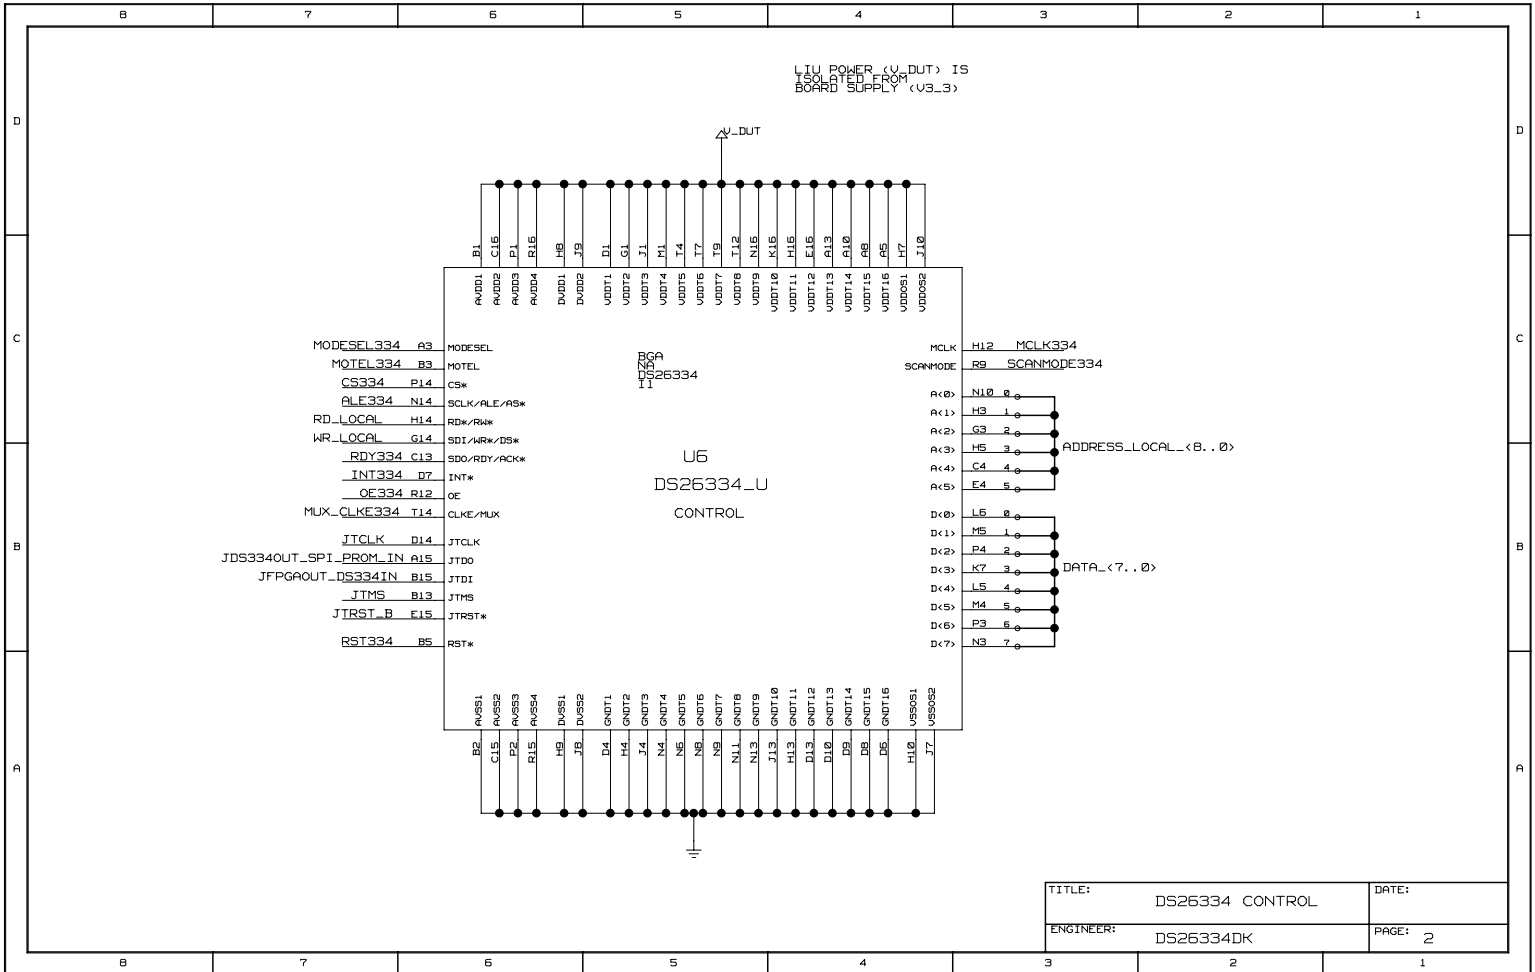 8 7 6 5 4 3 2 1
LIU POWER (V_DUT) IS
ISOLATED FROM
BOARD SUPPLY (V3_3)
D D
V_DUT
B1 C16 P1 R16 H8 J9 D1 G1 J1 M1 T4 T7 T9 T12 N16 K16 H16 E16 A13 A10 A8 A5 H7 J10
AVDD1 AVDD2 AVDD3 AVDD4 DVDD1 DVDD2 VDDT1 VDDT2 VDDT3 VDDT4 VDDT5 VDDT6 VDDT7 VDDT8 VDDT9 VDDT10 VDDT11 VDDT12 VDDT13 VDDT14 VDDT15 VDDT16 VDDOS1 VDDOS2
C C
MODESEL334 A3 MODESEL
MOTEL334 B3 MOTEL
CS334 P14 CS*
ALE334 N14 SCLK/ALE/AS*
RD_LOCAL H14 RD*/RW*
WR_LOCAL G14 SDI/WR*/DS*
RDY334 C13 SDO/RDY/ACK*
INT334 D7 INT*
OE334 R12 OE
MUX_CLKE334 T14 CLKE/MUX
JTCLK D14 JTCLK
JDS334OUT_SPI_PROM_IN A15 JTDO
JFPGAOUT_DS334IN B15 JTDI
JTMS B13 JTMS
JTRST_B E15 JTRST*
RST334 B5 RST*
BGA
NA
DS26334
I1
U6
DS26334_U
CONTROL
MCLK H12 MCLK334
SCANMODE R9 SCANMODE334
A<0> N10 0
A<1> H3 1
A<2> G3 2
A<3> H5 3 ADDRESS_LOCAL_<8..0>
A<4> C4 4
A<5> E4 5
D<0> L6 0
D<1> M5 1
D<2> P4 2
D<3> K7 3 DATA_<7..0>
D<4> L5 4
D<5> M4 5
D<6> P3 6
D<7> N3 7
B B
AVSS1 AVSS2 AVSS3 AVSS4 DVSS1 DVSS2 GNDT1 GNDT2 GNDT3 GNDT4 GNDT5 GNDT6 GNDT7 GNDT8 GNDT9 GNDT10 GNDT11 GNDT12 GNDT13 GNDT14 GNDT15 GNDT16 VSSOS1 VSSOS2
B2 C15 P2 R15 H9 J8 D4 H4 J4 N4 N6 N8 N9 N11 N13 J13 H13 D13 D10 D9 D8 D6 H10 J7
A A
TITLE: DS26334 CONTROL DATE:
ENGINEER: DS26334DK PAGE: 2
8 7 6 5 4 3 2 1